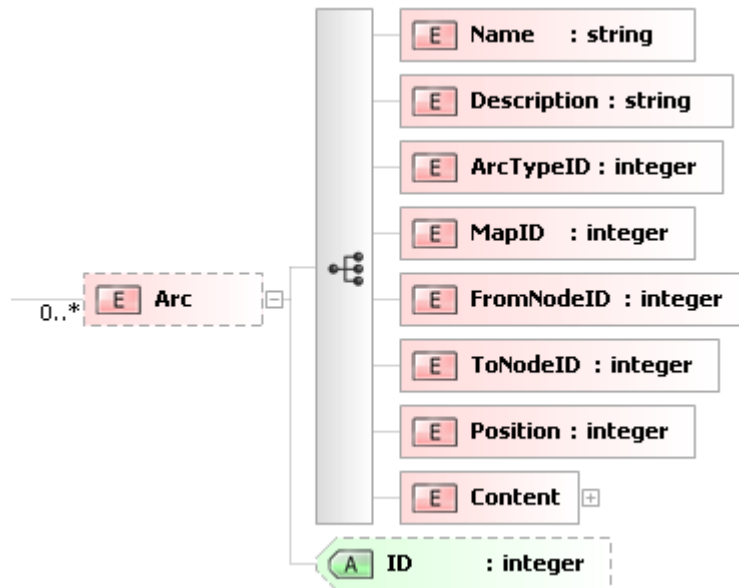 E Name : string
E Description : string
E ArcTypeID : integer
E MapID : integer
0..* E Arc
E FromNodeID : integer
E ToNodeID : integer
E Position : integer
E Content
A ID : integer